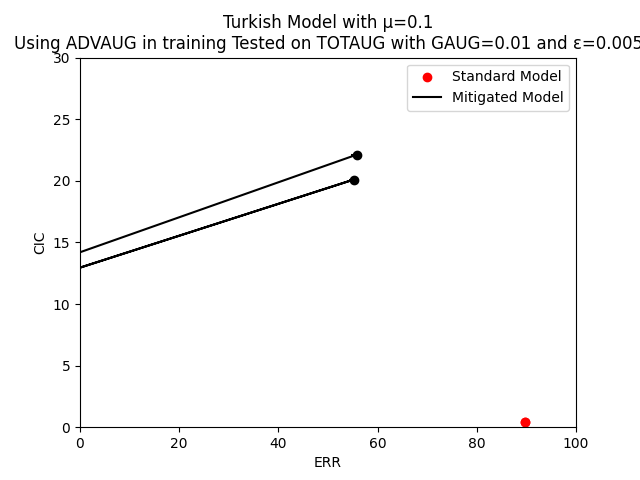 Turkish Model with μ=0.1
Using ADVAUG in training Tested on TOTAUG with GAUG=0.01 and ε=0.005
30
25
20
15
10
5
0
CIC
Standard Model
Mitigated Model
0 20 40 60 80 100
ERR